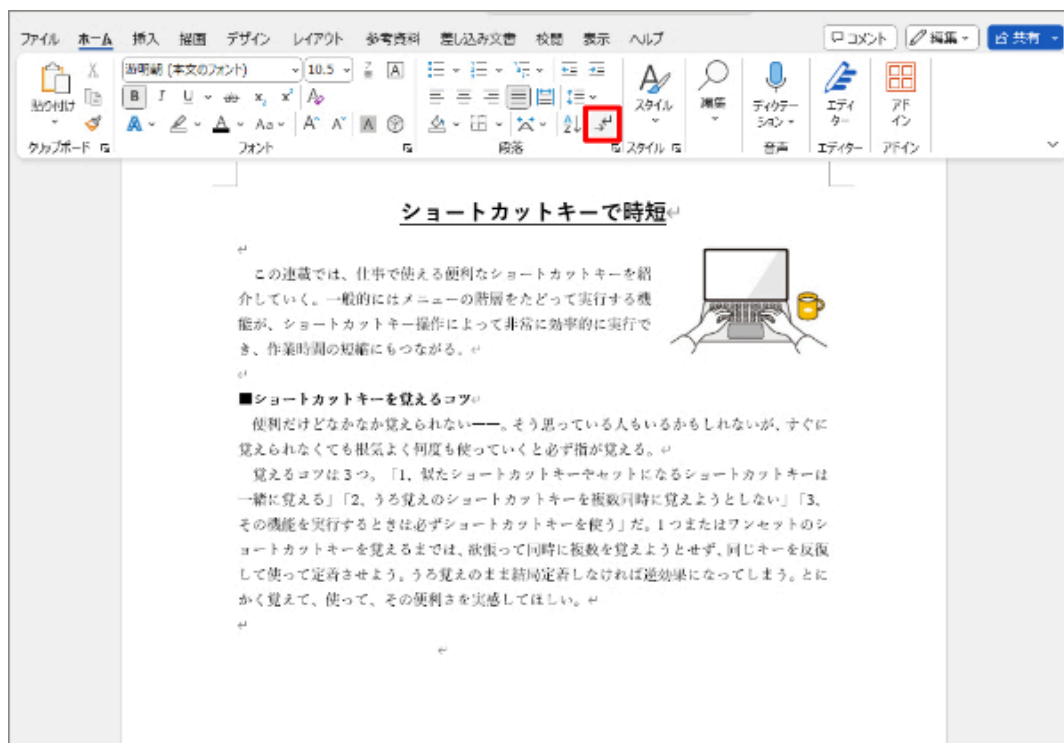 ファイル ホーム 挿入 描画 デザイン レイアウト 参考資料 差し込み文書 校閲 表示 ヘルプ コメント 編集 共有
游明朝 (本文のフォント) 10.5
貼り付け スタイル 編集 ディクテーション エディター アドイン
クリップボード フォント 段落 スタイル 音声 エディター アドイン
ショートカットキーで時短
この連載では、仕事で使える便利なショートカットキーを紹
介していく。一般的にはメニューの階層をたどって実行する機
能が、ショートカットキー操作によって非常に効率的に実行で
き、作業時間の短縮にもつながる。
■ショートカットキーを覚えるコツ
便利だけどなかなか覚えられない――。そう思っている人もいるかもしれないが、すぐに
覚えられなくても根気よく何度も使っていくと必ず指が覚える。
覚えるコツは3つ。「1、似たショートカットキーやセットになるショートカットキーは
一緒に覚える」「2、うろ覚えのショートカットキーを複数同時に覚えようとしない」「3、
その機能を実行するときは必ずショートカットキーを使う」だ。1つまたはワンセットのシ
ョートカットキーを覚えるまでは、欲張って同時に複数を覚えようとせず、同じキーを反復
して使って定着させよう。うろ覚えのまま結局定着しなければ逆効果になってしまう。とに
かく覚えて、使って、その便利さを実感してほしい。